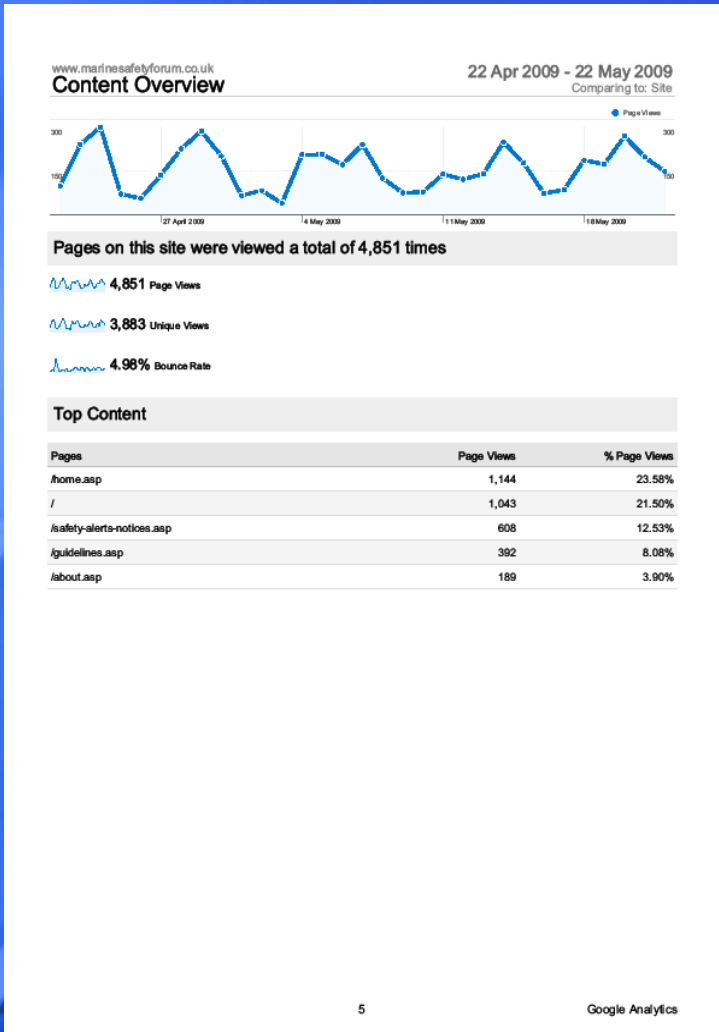 www.marinesafetyforum.co.uk
Content Overview
22 Apr 2009 - 22 May 2009
Comparing to: Site
Page Views
300
300
150
150
27 April 2009
4 May 2009
11 May 2009
18 May 2009
Pages on this site were viewed a total of 4,851 times
4,851 Page Views
3,883 Unique Views
4.98% Bounce Rate
Top Content
Pages Page Views % Page Views
/home.asp 1,144 23.58%
/ 1,043 21.50%
/safety-alerts-notices.asp 608 12.53%
/guidelines.asp 392 8.08%
/about.asp 189 3.90%
5
Google Analytics